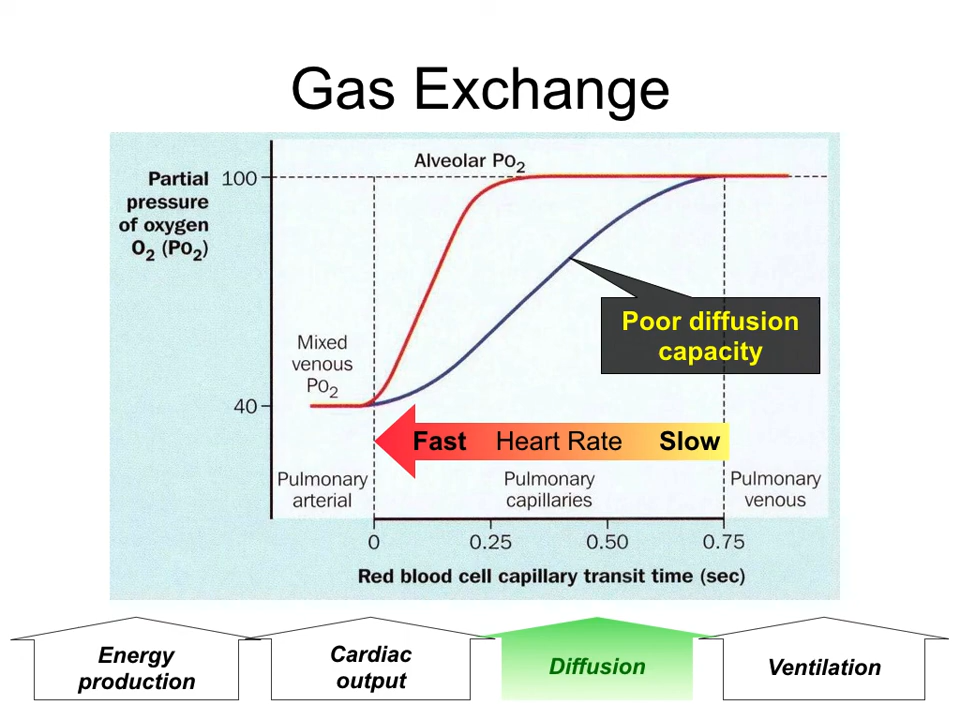 Gas Exchange
Alveolar PO2
Partial
pressure
of oxygen
O2 (PO2)
100
Poor diffusion
capacity
Mixed
venous
PO2
40
Fast Heart Rate Slow
Pulmonary
arterial
Pulmonary
capillaries
Pulmonary
venous
0 0.25 0.50 0.75
Red blood cell capillary transit time (sec)
Energy
production
Cardiac
output
Diffusion
Ventilation